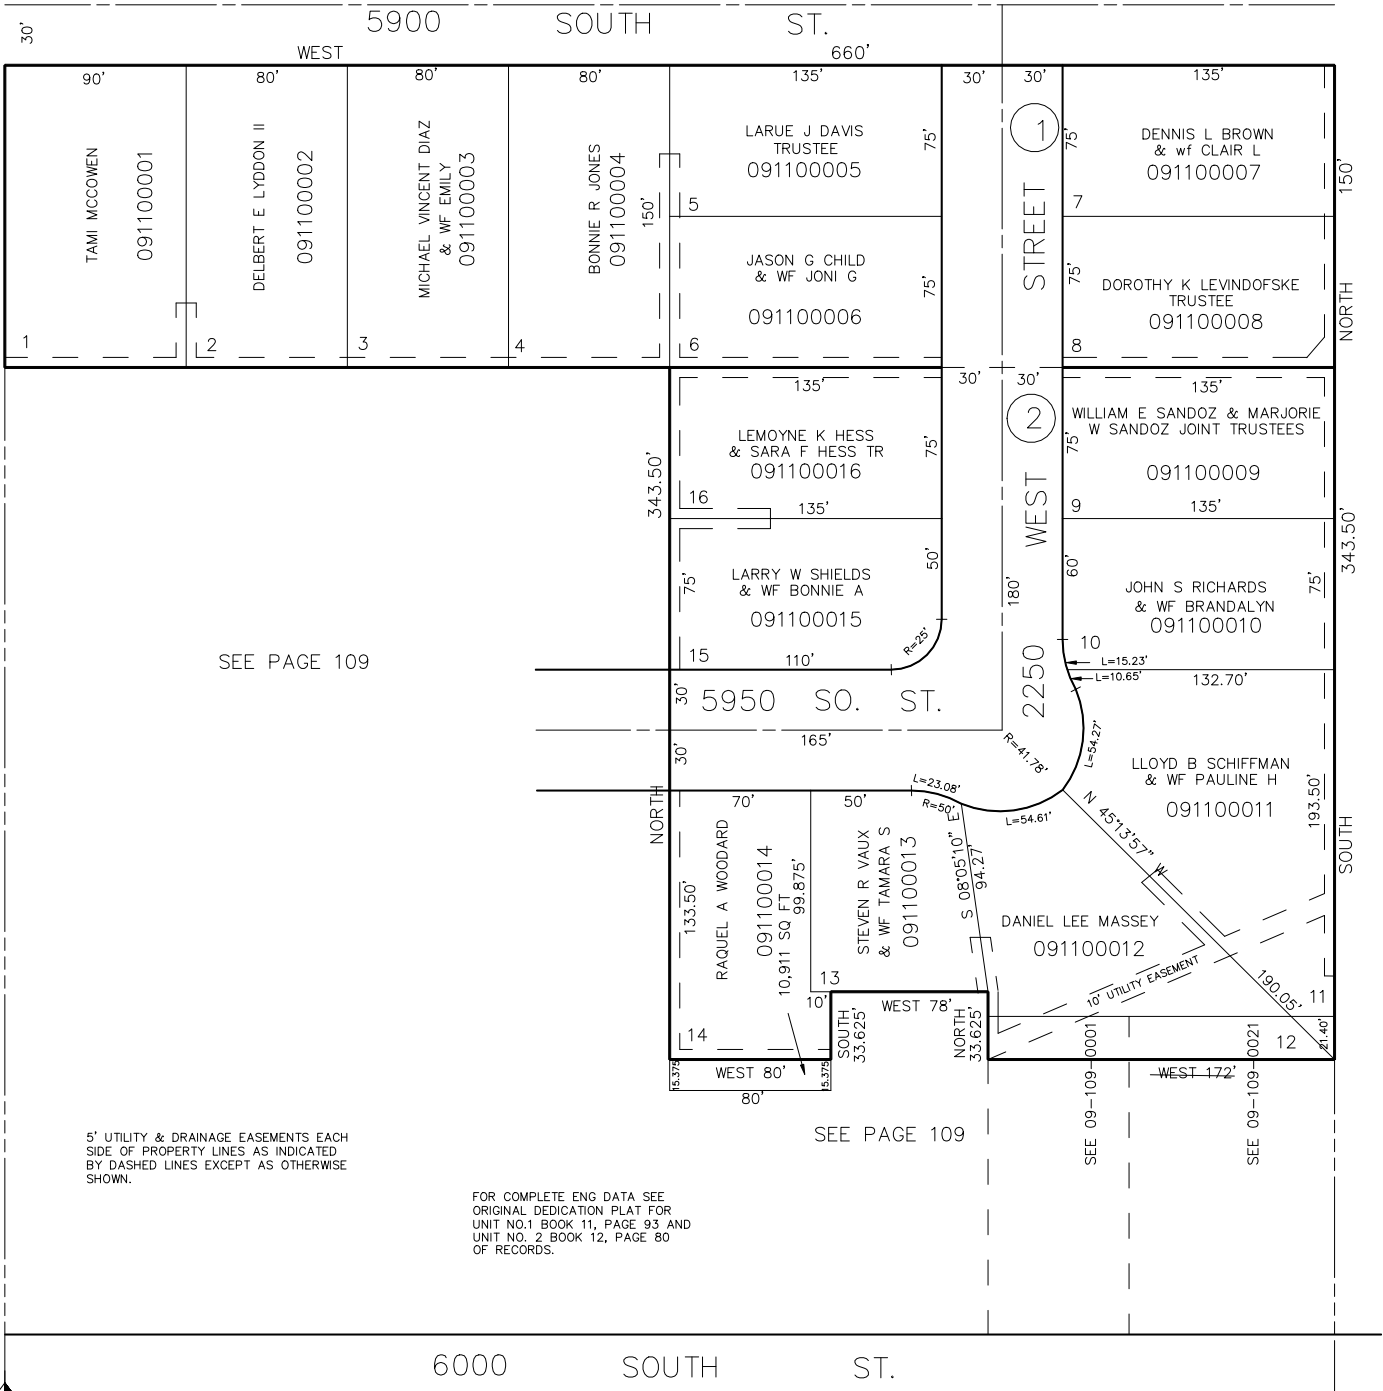 5900 SOUTH ST.
30'
WEST
660'
90'
80'
80'
80'
135'
30'
30'
135'
TAMI MCCOWEN
091100001
1
DELBERT E LYDDON II
091100002
2
MICHAEL VINCENT DIAZ
& WF EMILY
091100003
3
BONNIE R JONES
091100004
4
150'
LARUE J DAVIS
TRUSTEE
091100005
5
75'
JASON G CHILD
& WF JONI G
091100006
6
75'
1
STREET
75'
DENNIS L BROWN
& wf CLAIR L
091100007
7
150'
75'
DOROTHY K LEVINDOFSKE
TRUSTEE
091100008
8
NORTH
135'
30'
30'
135'
LEMOYNE K HESS
& SARA F HESS TR
091100016
16
75'
343.50'
135'
2
WEST
75'
WILLIAM E SANDOZ & MARJORIE
W SANDOZ JOINT TRUSTEES
091100009
9
135'
343.50'
LARRY W SHIELDS
& WF BONNIE A
091100015
15
75'
50'
R=25'
110'
180'
60'
JOHN S RICHARDS
& WF BRANDALYN
091100010
10
75'
L=15.23'
L=10.65'
132.70'
SEE PAGE 109
30'
5950 SO. ST.
2250
165'
30'
R=41.78'
L=54.27'
LLOYD B SCHIFFMAN
& WF PAULINE H
091100011
193.50'
SOUTH
NORTH
70'
50'
L=23.08'
R=50'
L=54.61'
N 45°13'57" W
190.05'
11
RAQUEL A WOODARD
091100014
10,911 SQ FT
99.875'
133.50'
14
STEVEN R VAUX
& WF TAMARA S
091100013
13
S 08°05'10" E
94.27'
DANIEL LEE MASSEY
091100012
10' UTILITY EASEMENT
12
21.40'
10'
WEST 78'
SOUTH
33.625'
NORTH
33.625'
WEST 80'
15.375
15.375
80'
WEST 172'
SEE 09-109-0001
SEE 09-109-0021
SEE PAGE 109
5' UTILITY & DRAINAGE EASEMENTS EACH
SIDE OF PROPERTY LINES AS INDICATED
BY DASHED LINES EXCEPT AS OTHERWISE
SHOWN.
FOR COMPLETE ENG DATA SEE
ORIGINAL DEDICATION PLAT FOR
UNIT NO.1 BOOK 11, PAGE 93 AND
UNIT NO. 2 BOOK 12, PAGE 80
OF RECORDS.
6000 SOUTH ST.